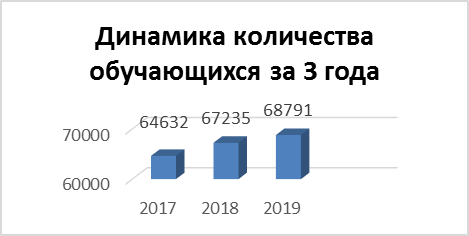 Динамика количества
обучающихся за 3 года
64632 67235 68791
70000
60000
2017 2018 2019